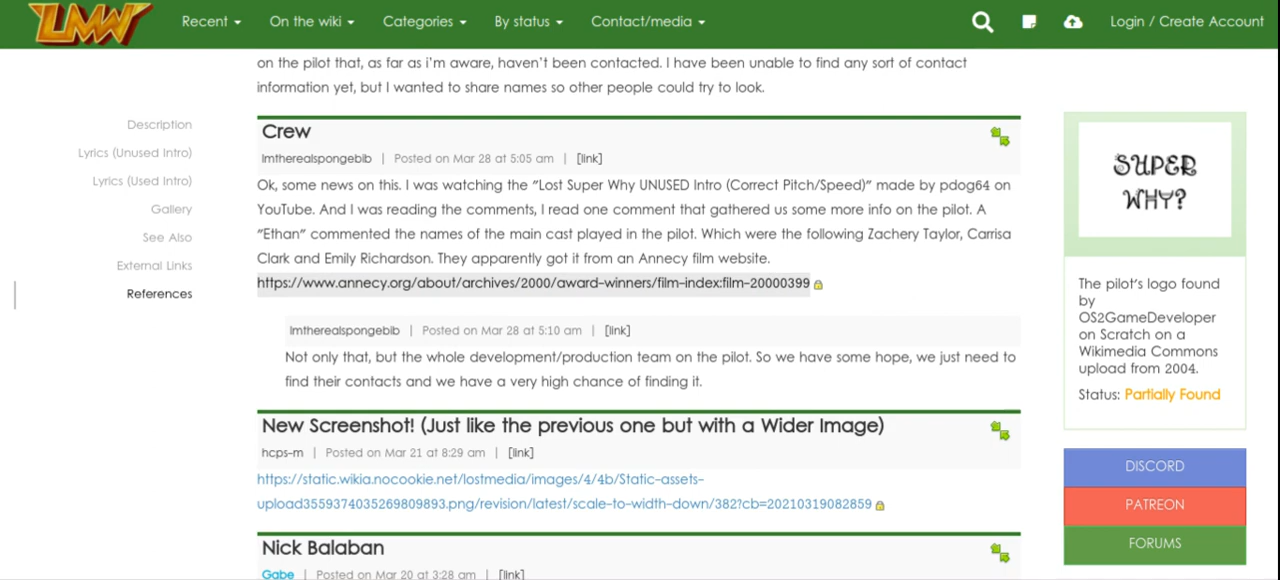 LMW
Recent
On the wiki
Categories
By status
Contact/media
Login / Create Account
on the pilot that, as far as i'm aware, haven't been contacted. I have been unable to find any sort of contact
information yet, but I wanted to share names so other people could try to look.
Description
Lyrics (Unused Intro)
Lyrics (Used Intro)
Gallery
See Also
External Links
References
Crew
Imtherealspongebib | Posted on Mar 28 at 5:05 am | [link]
Ok, some news on this. I was watching the "Lost Super Why UNUSED Intro (Correct Pitch/Speed)" made by pdog64 on
YouTube. And I was reading the comments, I read one comment that gathered us some more info on the pilot. A
"Ethan" commented the names of the main cast played in the pilot. Which were the following Zachery Taylor, Carrisa
Clark and Emily Richardson. They apparently got it from an Annecy film website.
https://www.annecy.org/about/archives/2000/award-winners/film-index:film-20000399
Imtherealspongebib | Posted on Mar 28 at 5:10 am | [link]
Not only that, but the whole development/production team on the pilot. So we have some hope, we just need to
find their contacts and we have a very high chance of finding it.
New Screenshot! (Just like the previous one but with a Wider Image)
hcps-m | Posted on Mar 21 at 8:29 am | [link]
https://static.wikia.nocookie.net/lostmedia/images/4/4b/Static-assets-
upload3559374035269809893.png/revision/latest/scale-to-width-down/382?cb=20210319082859
Nick Balaban
Gabe | Posted on Mar 20 at 3:28 am | [link]
SUPER
WHY?
The pilot's logo found
by
OS2GameDeveloper
on Scratch on a
Wikimedia Commons
upload from 2004.
Status: Partially Found
DISCORD
PATREON
FORUMS